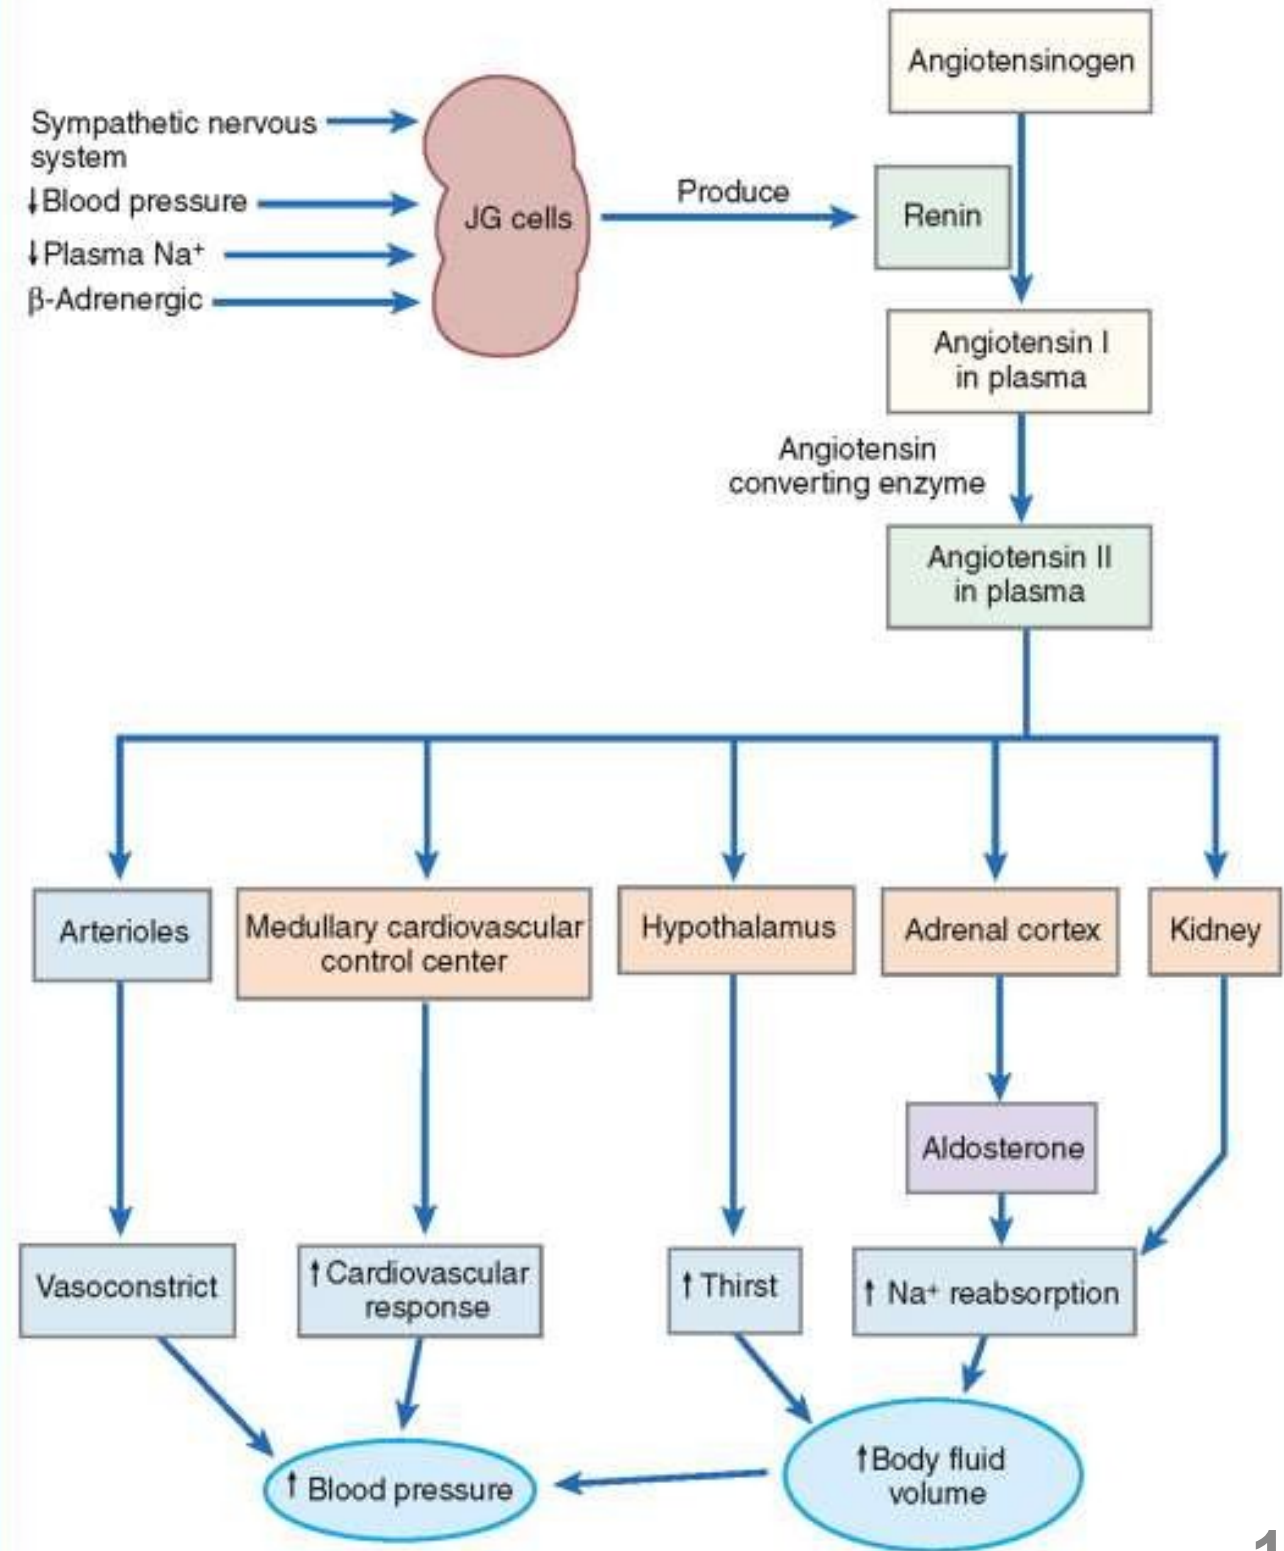 Angiotensinogen
Sympathetic nervous
system
↓Blood pressure
↓Plasma Na⁺
β-Adrenergic
JG cells
Produce
Renin
Angiotensin I
in plasma
Angiotensin
converting enzyme
Angiotensin II
in plasma
Arterioles
Medullary cardiovascular
control center
Hypothalamus
Adrenal cortex
Kidney
Aldosterone
Vasoconstrict
↑Cardiovascular
response
↑ Thirst
↑ Na⁺ reabsorption
↑ Blood pressure
↑Body fluid
volume